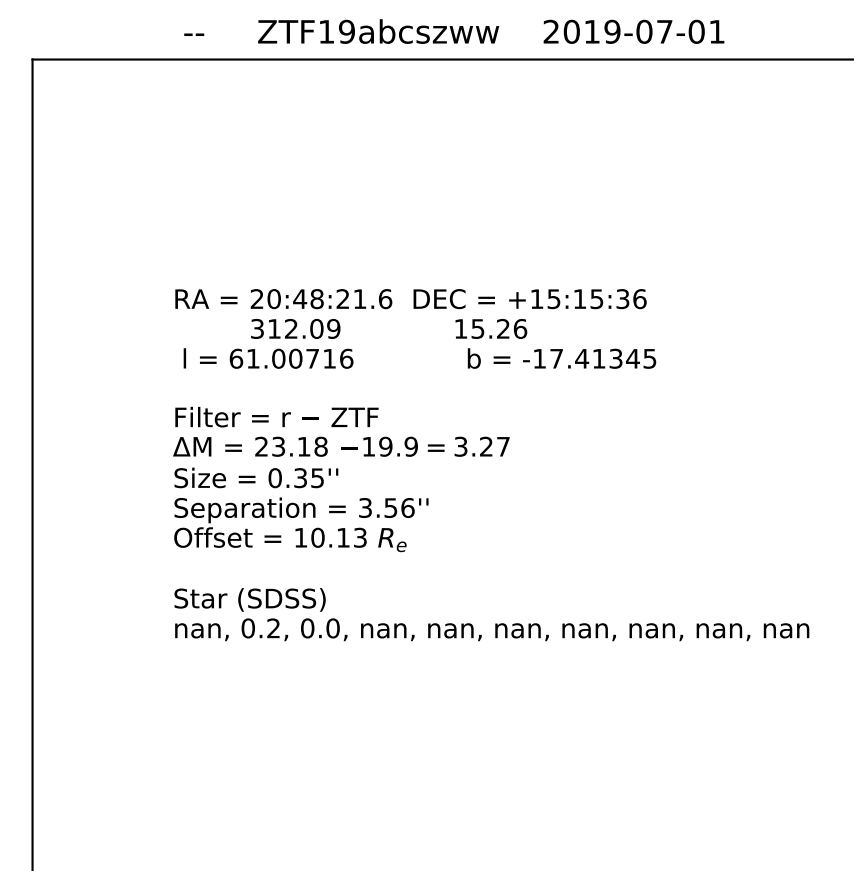 -- ZTF19abcszww 2019-07-01
RA = 20:48:21.6 DEC = +15:15:36
312.09 15.26
l = 61.00716 b = -17.41345
Filter = r − ZTF
ΔM = 23.18 −19.9 = 3.27
Size = 0.35''
Separation = 3.56''
Offset = 10.13 Rₑ
Star (SDSS)
nan, 0.2, 0.0, nan, nan, nan, nan, nan, nan, nan